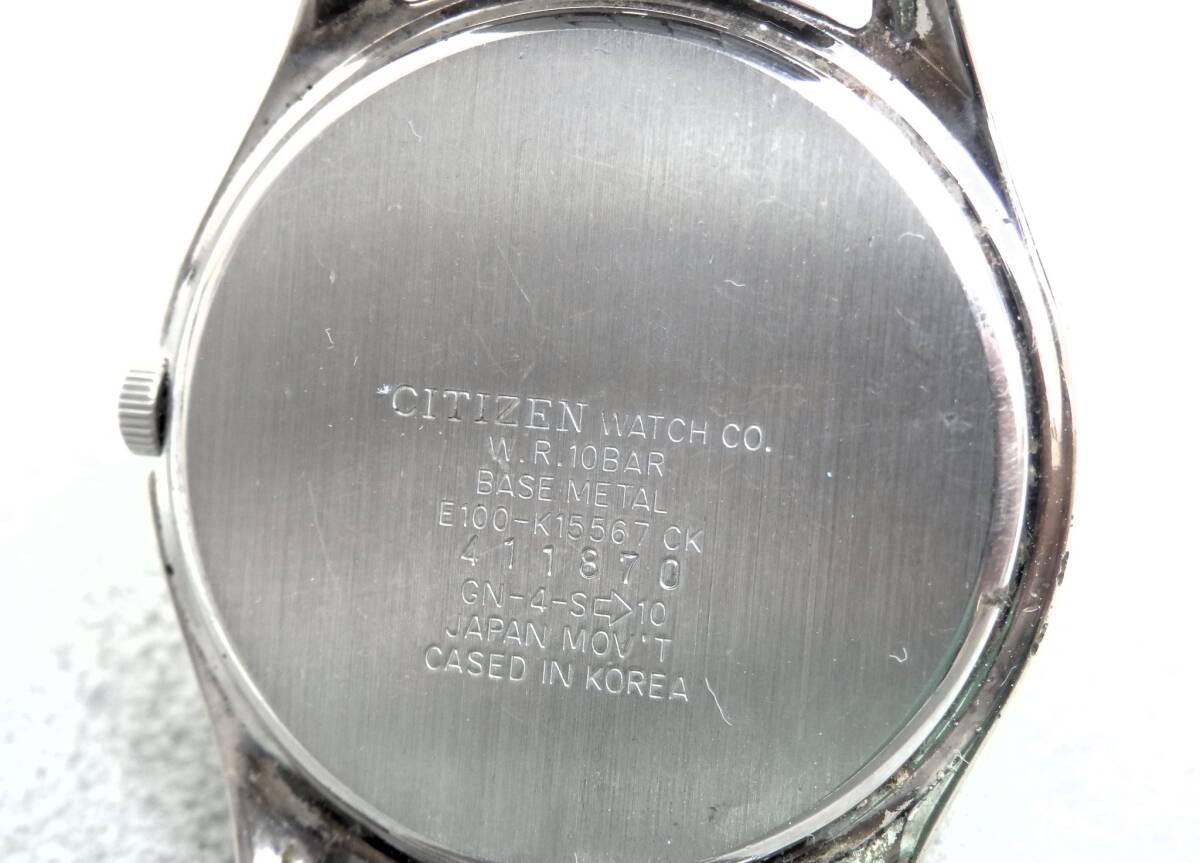 CITIZEN WATCH CO.
W.R.10BAR
BASE METAL
E100-K15567 CK
411870
GN-4-S⇨10
JAPAN MOV'T
CASED IN KOREA